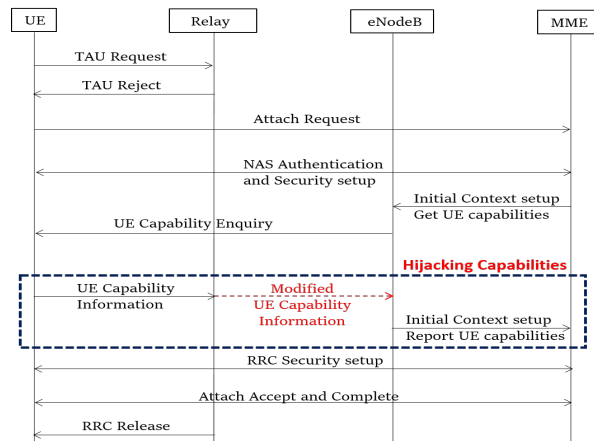 UE Relay eNodeB MME
TAU Request
TAU Reject
Attach Request
NAS Authentication
and Security setup
Initial Context setup
Get UE capabilities
UE Capability Enquiry
Hijacking Capabilities
UE Capability
Information
Modified
UE Capability
Information
Initial Context setup
Report UE capabilities
RRC Security setup
Attach Accept and Complete
RRC Release